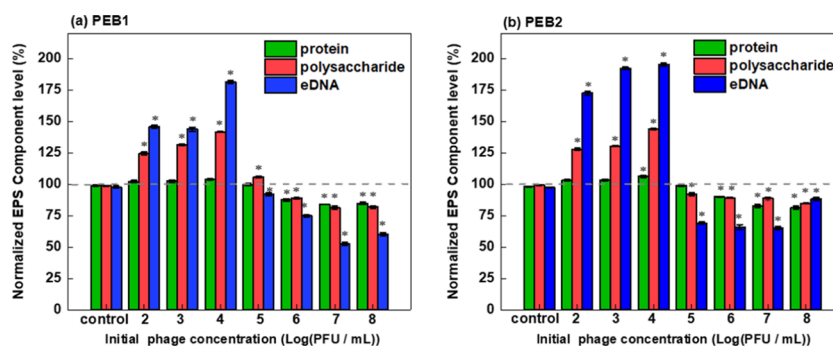 (a) PEB1
Normalized EPS Component level (%)
200
175
150
125
100
75
50
25
0
protein
polysaccharide
eDNA
* * * * * * * * * * * * * * * * * *
control 2 3 4 5 6 7 8
Initial phage concentration (Log(PFU / mL))
(b) PEB2
Normalized EPS Component level (%)
200
175
150
125
100
75
50
25
0
protein
polysaccharide
eDNA
* * * * * * * * * * * * * * * * * *
control 2 3 4 5 6 7 8
Initial phage concentration (Log(PFU / mL))